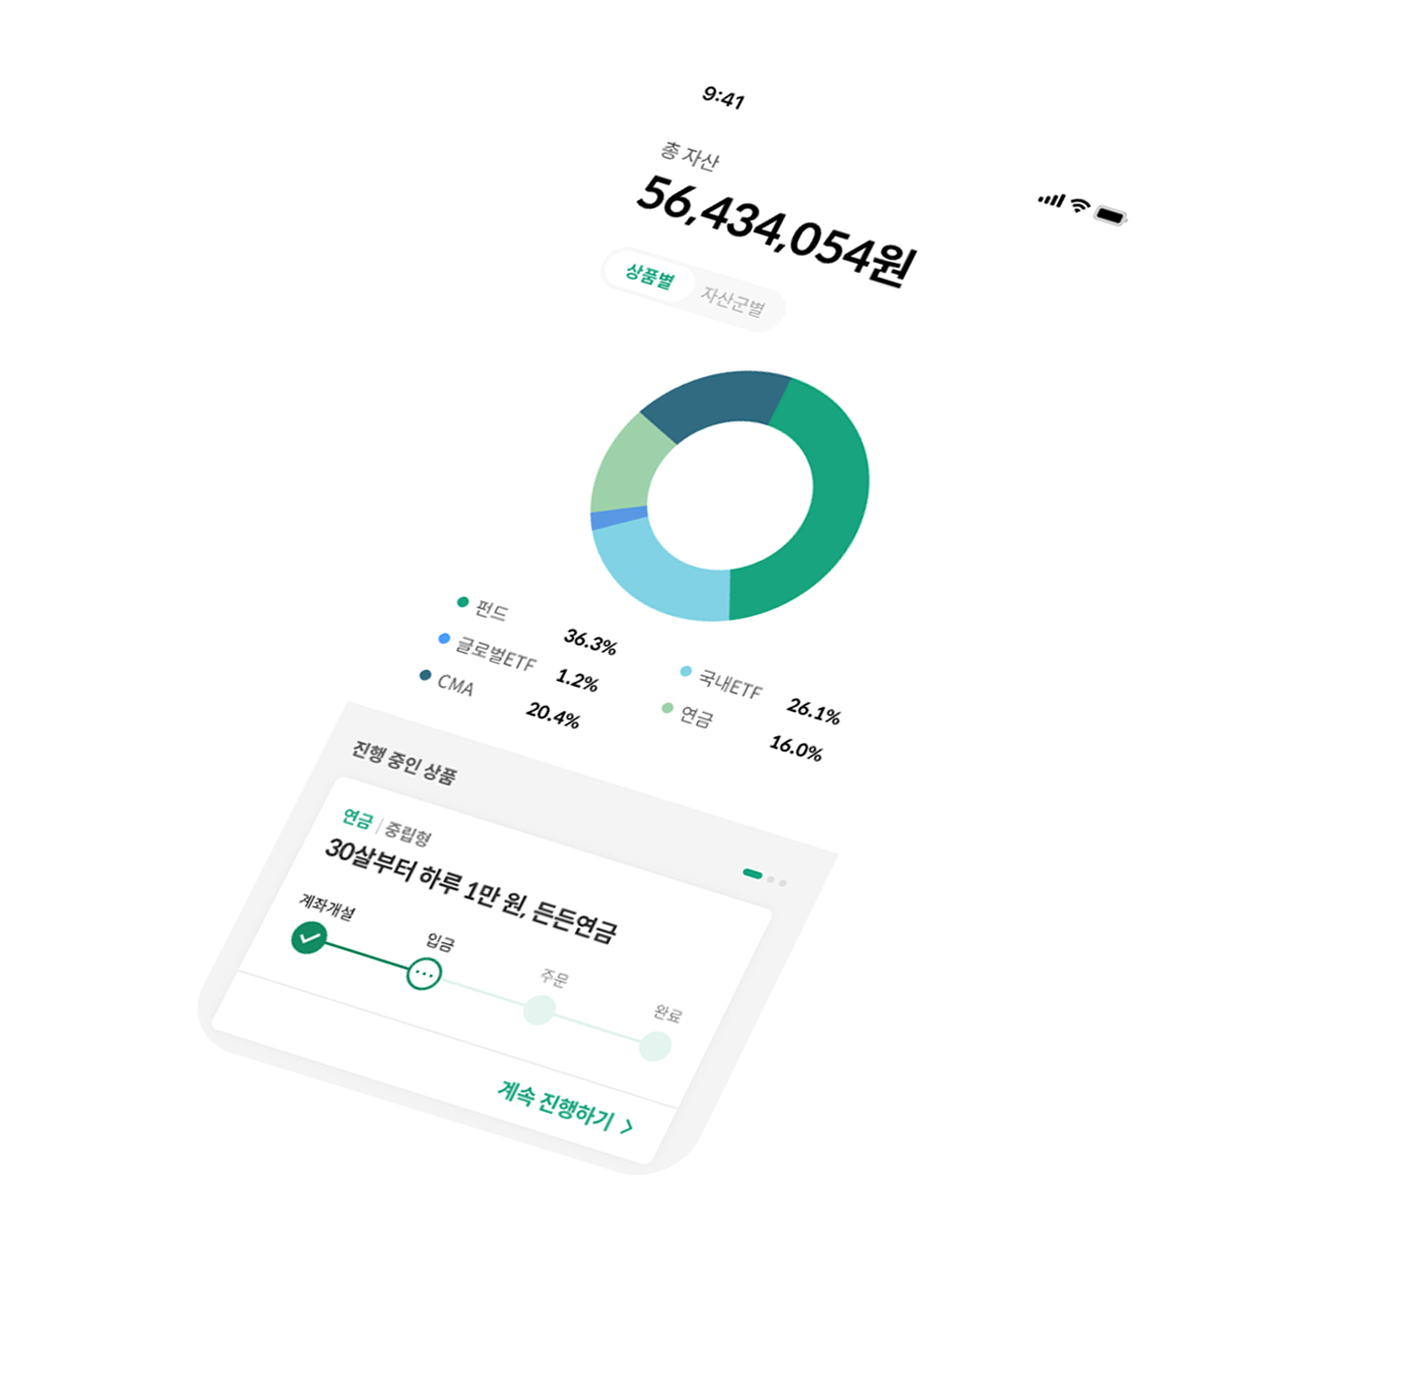 9:41
총 자산
56,434,054원
상품별 자산군별
펀드 36.3%
국내ETF 26.1%
글로벌ETF 1.2%
연금 16.0%
CMA 20.4%
진행 중인 상품
연금 | 중립형
30살부터 하루 1만 원, 든든연금
계좌개설 입금 주문 완료
계속 진행하기 >